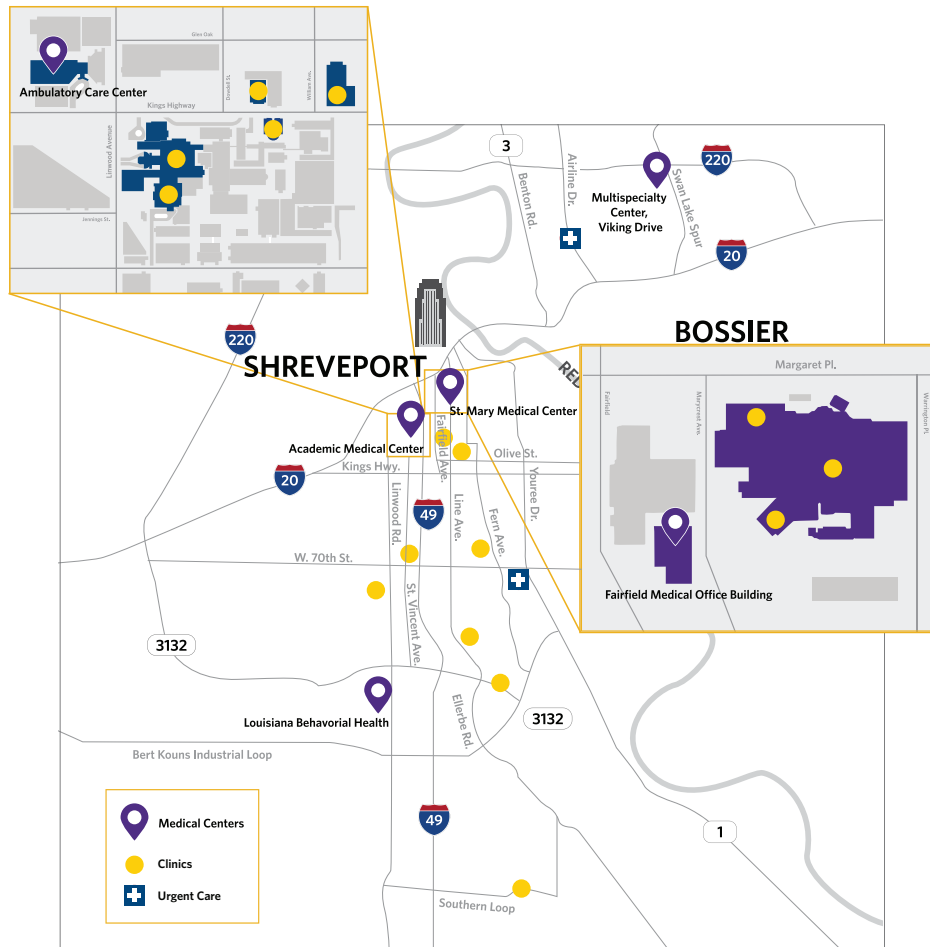 Glen Oak
Ambulatory Care Center
Dowdell St.
William Ave.
Kings Highway
Linwood Avenue
Jennings St.
3
Benton Rd.
Airline Dr.
220
Multispecialty
Center,
Viking Drive
Swan Lake Spur
20
220
SHREVEPORT
BOSSIER
RED
Margaret Pl.
Fairfield
Marycrest Ave.
Warrington Pl.
Fairfield Medical Office Building
St. Mary Medical Center
Academic Medical Center
Fairfield Ave.
Olive St.
Kings Hwy.
20
Linwood Rd.
49
Line Ave.
Fern Ave.
Youree Dr.
W. 70th St.
St. Vincent Ave.
3132
Louisiana Behavorial Health
Ellerbe Rd.
3132
Bert Kouns Industrial Loop
49
1
Southern Loop
Medical Centers
Clinics
Urgent Care